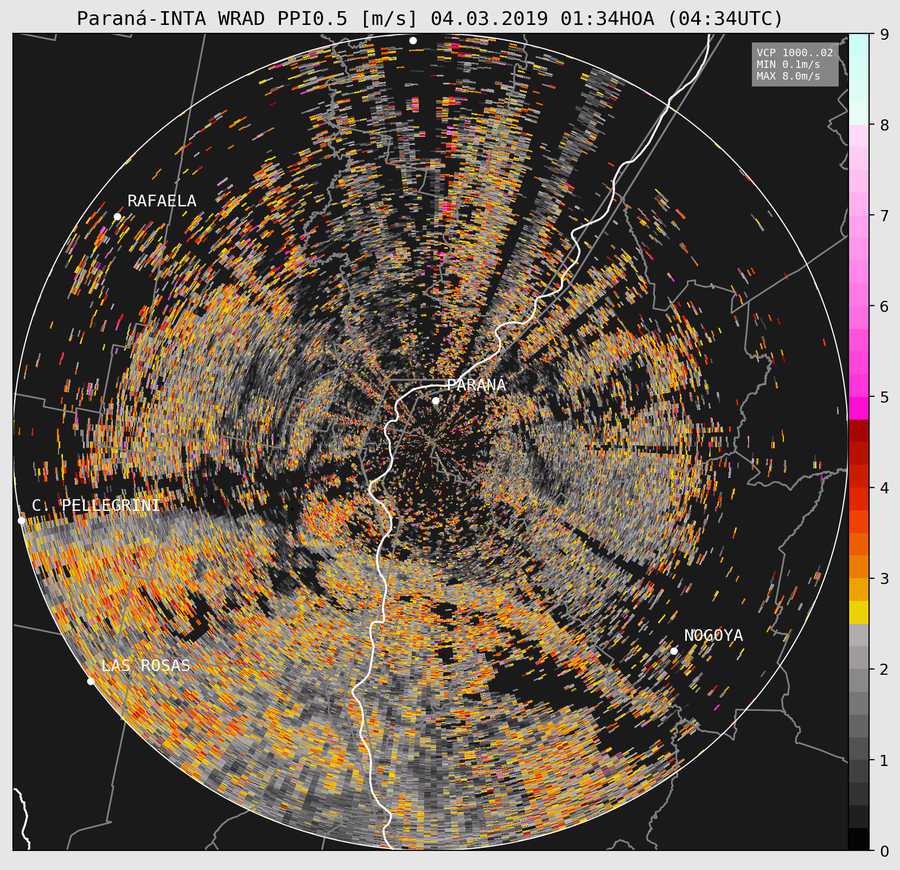 Paraná-INTA WRAD PPI0.5 [m/s] 04.03.2019 01:34HOA (04:34UTC)
VCP 1000..02
MIN 0.1m/s
MAX 8.0m/s
9
8
7
6
5
4
3
2
1
0
RAFAELA
PARANÁ
C. PELLEGRINI
NOGOYA
LAS ROSAS